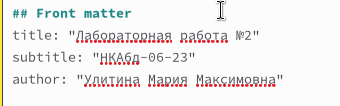 ## Front matter
title: "Лабораторная работа №2"
subtitle: "НКАбд-06-23"
author: "Улитина Мария Максимовна"